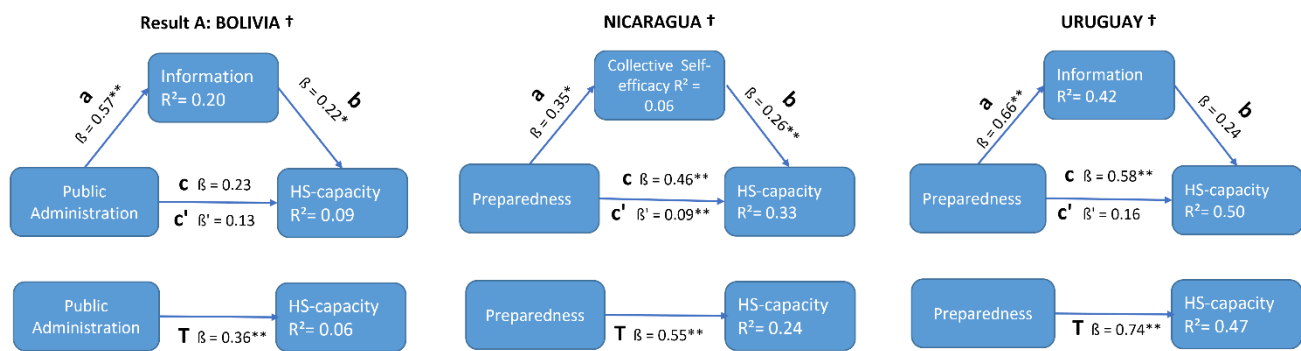 Result A: BOLIVIA †
Information
R²= 0.20
a
ß = 0.57**
b
ß = 0.22*
Public
Administration
c ß = 0.23
c' ß' = 0.13
HS-capacity
R²= 0.09
Public
Administration
T ß = 0.36**
HS-capacity
R²= 0.06
NICARAGUA †
Collective Self-
efficacy R² =
0.06
a
ß = 0.35*
b
ß = 0.26**
Preparedness
c ß = 0.46**
c' ß' = 0.09**
HS-capacity
R²= 0.33
Preparedness
T ß = 0.55**
HS-capacity
R²= 0.24
URUGUAY †
Information
R²= 0.42
a
ß = 0.66**
b
ß = 0.24
Preparedness
c ß = 0.58**
c' ß' = 0.16
HS-capacity
R²= 0.50
Preparedness
T ß = 0.74**
HS-capacity
R²= 0.47